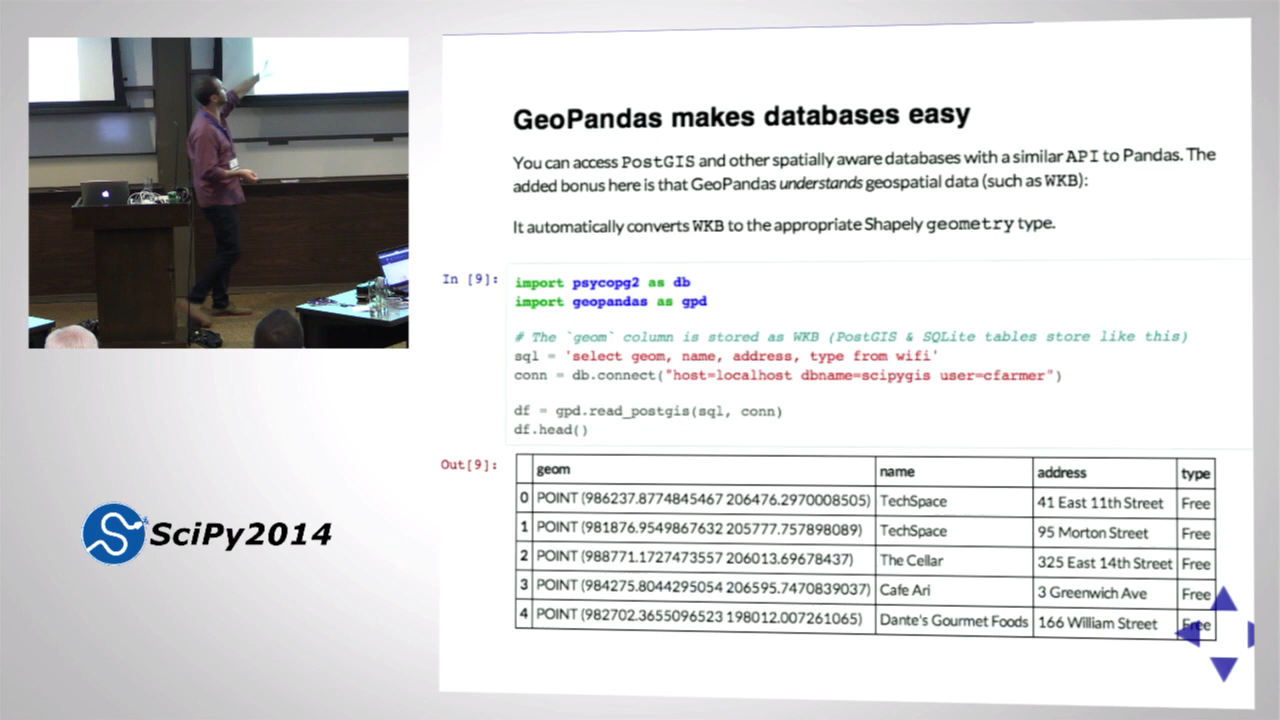 GeoPandas makes databases easy
You can access PostGIS and other spatially aware databases with a similar API to Pandas. The
added bonus here is that GeoPandas understands geospatial data (such as WKB):
It automatically converts WKB to the appropriate Shapely geometry type.
In [9]:
import psycopg2 as db
import geopandas as gpd
# The `geom` column is stored as WKB (PostGIS & SQLite tables store like this)
sql = 'select geom, name, address, type from wifi'
conn = db.connect("host=localhost dbname=scipygis user=cfarmer")
df = gpd.read_postgis(sql, conn)
df.head()
Out[9]:
geom name address type
0 POINT (986237.8774845467 206476.2970008505) TechSpace 41 East 11th Street Free
1 POINT (981876.9549867632 205777.757898089) TechSpace 95 Morton Street Free
2 POINT (988771.1727473557 206013.69678437) The Cellar 325 East 14th Street Free
3 POINT (984275.8044295054 206595.7470839037) Cafe Ari 3 Greenwich Ave Free
4 POINT (982702.3655096523 198012.007261065) Dante's Gourmet Foods 166 William Street Free
SciPy2014